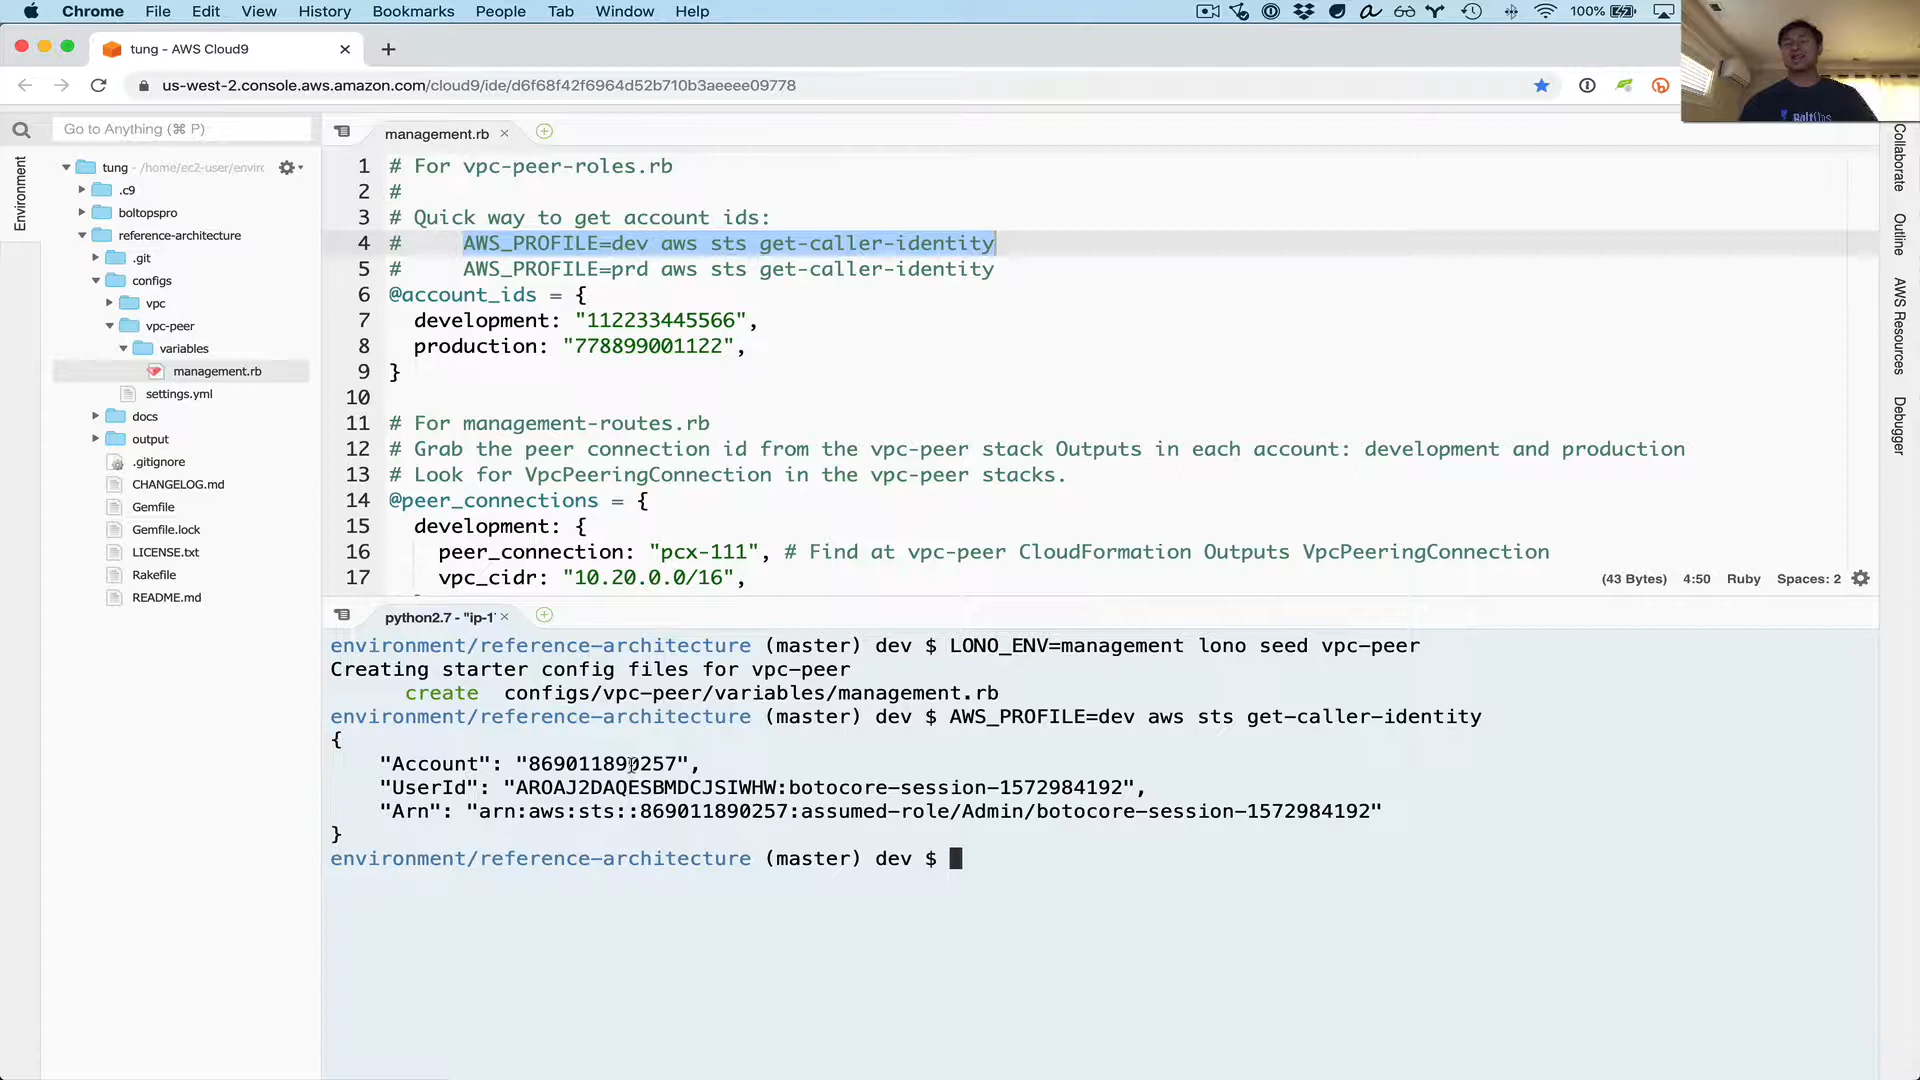 Chrome File Edit View History Bookmarks People Tab Window Help 100%
tung - AWS Cloud9
us-west-2.console.aws.amazon.com/cloud9/ide/d6f68f42f6964d52b710b3aeeee09778
Go to Anything (⌘ P)
management.rb
Environment
Collaborate
Outline
AWS Resources
Debugger
tung - /home/ec2-user/envirc
.c9
boltopspro
reference-architecture
.git
configs
vpc
vpc-peer
variables
management.rb
settings.yml
docs
output
.gitignore
CHANGELOG.md
Gemfile
Gemfile.lock
LICENSE.txt
Rakefile
README.md
1 # For vpc-peer-roles.rb
2 #
3 # Quick way to get account ids:
4 # AWS_PROFILE=dev aws sts get-caller-identity
5 # AWS_PROFILE=prd aws sts get-caller-identity
6 @account_ids = {
7 development: "112233445566",
8 production: "778899001122",
9 }
10
11 # For management-routes.rb
12 # Grab the peer connection id from the vpc-peer stack Outputs in each account: development and production
13 # Look for VpcPeeringConnection in the vpc-peer stacks.
14 @peer_connections = {
15 development: {
16 peer_connection: "pcx-111", # Find at vpc-peer CloudFormation Outputs VpcPeeringConnection
17 vpc_cidr: "10.20.0.0/16",
(43 Bytes) 4:50 Ruby Spaces: 2
python2.7 - "ip-1
environment/reference-architecture (master) dev $ LONO_ENV=management lono seed vpc-peer
Creating starter config files for vpc-peer
create configs/vpc-peer/variables/management.rb
environment/reference-architecture (master) dev $ AWS_PROFILE=dev aws sts get-caller-identity
{
"Account": "869011890257",
"UserId": "AROAJ2DAQESBMDCJSIWHW:botocore-session-1572984192",
"Arn": "arn:aws:sts::869011890257:assumed-role/Admin/botocore-session-1572984192"
}
environment/reference-architecture (master) dev $